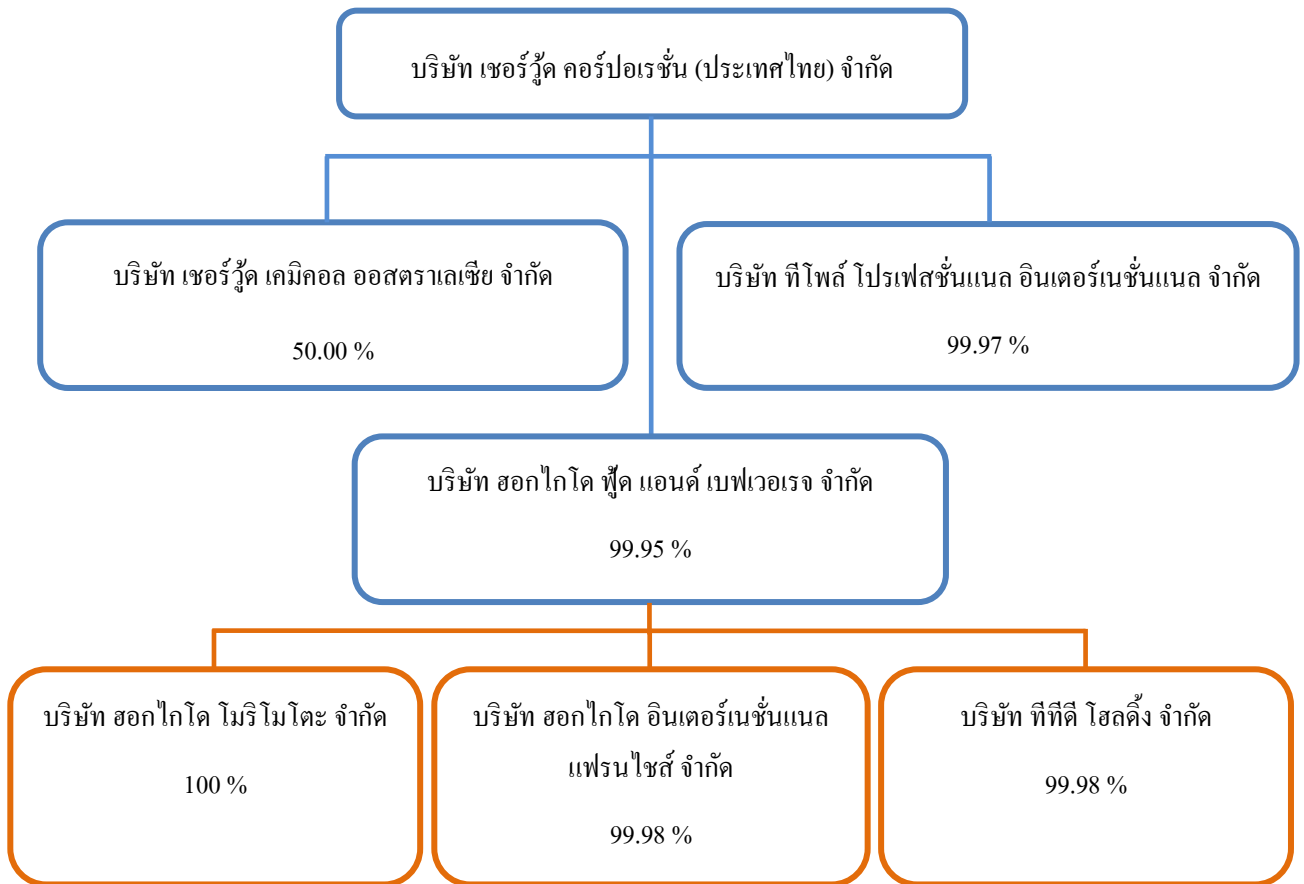 บริษัท เชอร์วู้ด คอร์ปอเรชั่น (ประเทศไทย) จำกัด
บริษัท เชอร์วู้ด เคมิคอล ออสตราเลเซีย จำกัด
50.00 %
บริษัท ทีโพล์ โปรเฟสชั่นแนล อินเตอร์เนชั่นแนล จำกัด
99.97 %
บริษัท ฮอกไกโด ฟู้ด แอนด์ เบฟเวอเรจ จำกัด
99.95 %
บริษัท ฮอกไกโด โมริโมโตะ จำกัด
100 %
บริษัท ฮอกไกโด อินเตอร์เนชั่นแนล
แฟรนไชส์ จำกัด
99.98 %
บริษัท ทีทีดี โฮลดิ้ง จำกัด
99.98 %